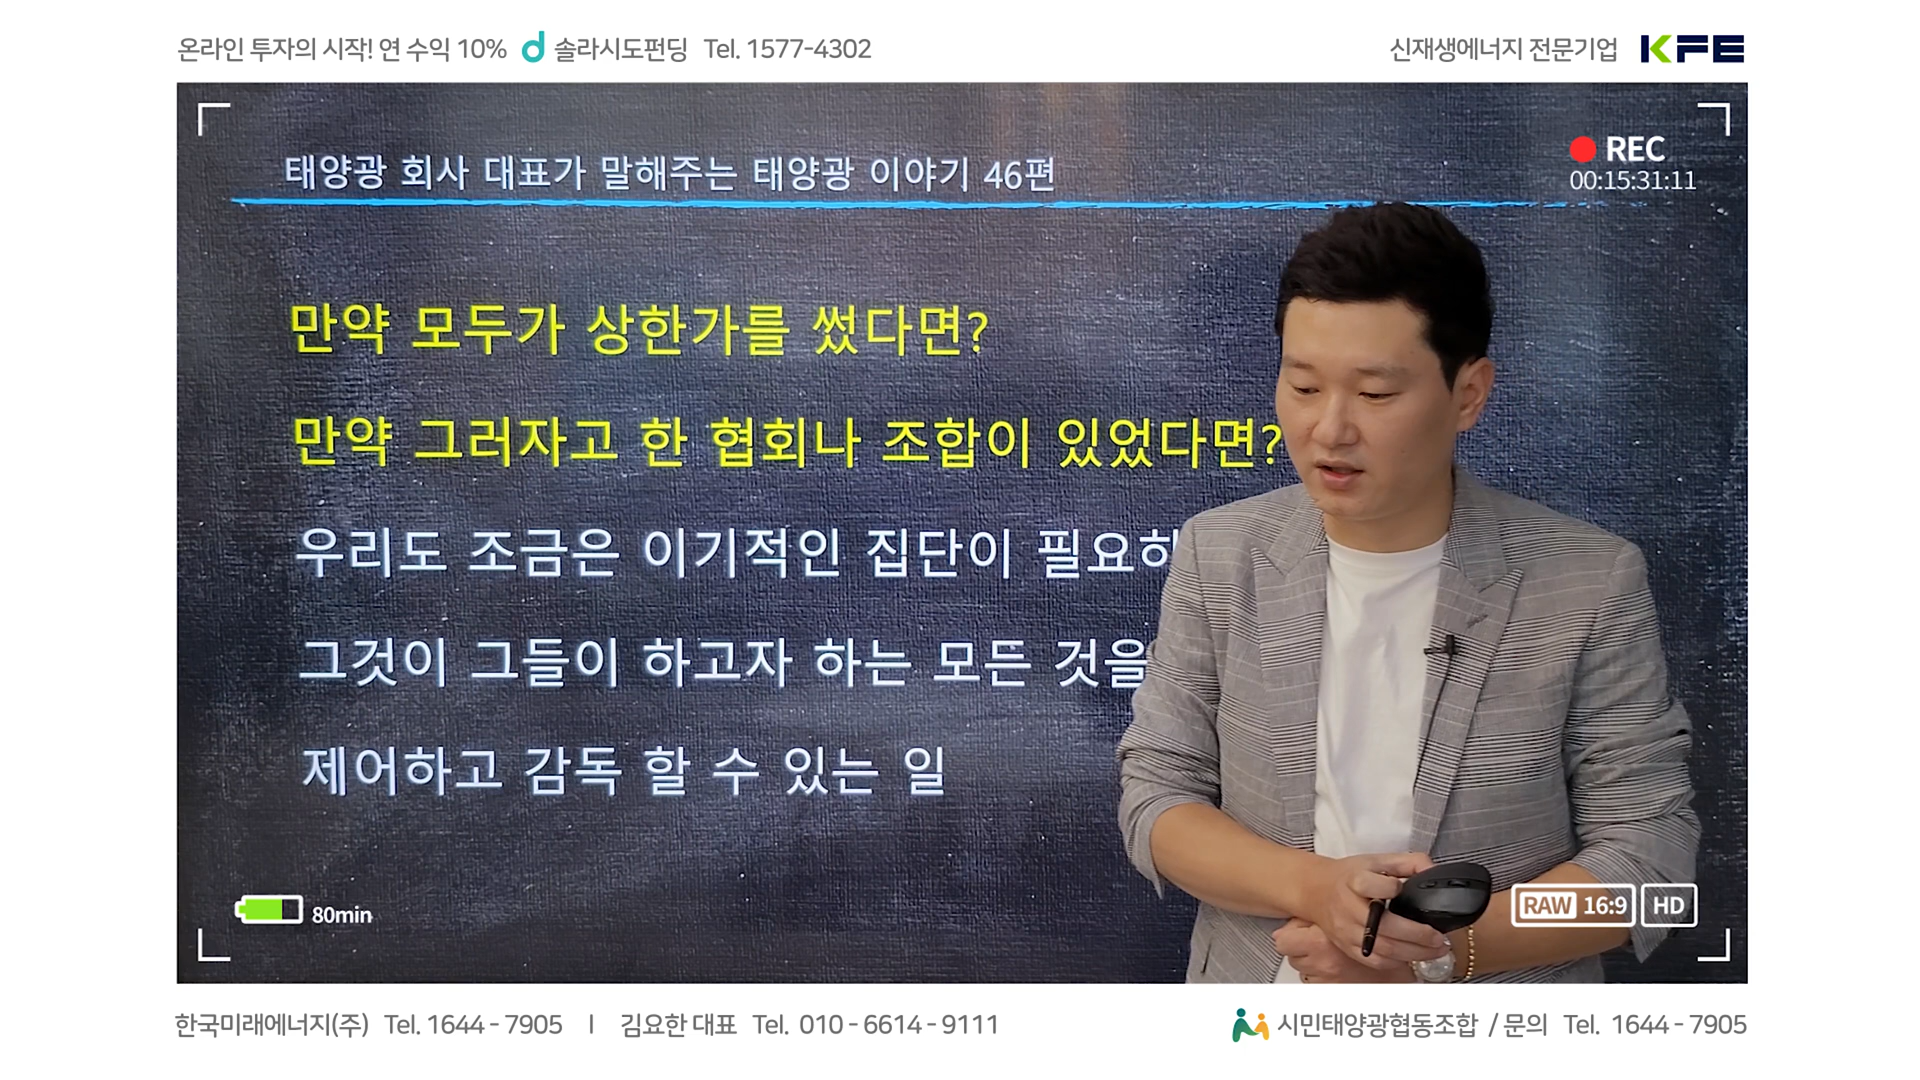 온라인 투자의 시작! 연 수익 10% 솔라시도펀딩 Tel. 1577-4302
신재생에너지 전문기업 KFE
태양광 회사 대표가 말해주는 태양광 이야기 46편
REC
00:15:31:11
만약 모두가 상한가를 썼다면?
만약 그러자고 한 협회나 조합이 있었다면?
우리도 조금은 이기적인 집단이
그것이 그들이 하고자 하는 모든 것을
제어하고 감독 할 수 있는 일
80min
RAW 16:9 HD
한국미래에너지(주) Tel. 1644-7905 | 김요한 대표 Tel. 010-6614-9111
시민태양광협동조합 / 문의 Tel. 1644-7905